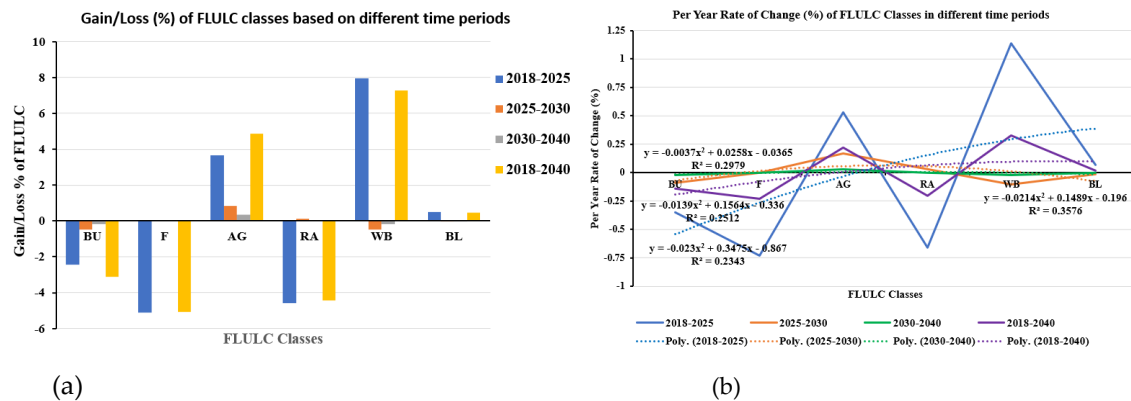 Gain/Loss (%) of FLULC classes based on different time periods
10
8
6
4
2
0
-2
-4
-6
Gain/Loss % of FLULC
BU
F
AG
RA
WB
BL
FLULC Classes
2018-2025
2025-2030
2030-2040
2018-2040
(a)
Per Year Rate of Change (%) of FLULC Classes in different time periods
1.25
1
0.75
0.5
0.25
0
-0.25
-0.5
-0.75
-1
Per Year Rate of Change (%)
y = -0.0037x² + 0.0258x - 0.0365
R² = 0.2979
BU
F
AG
RA
WB
BL
y = -0.0139x² + 0.1564x - 0.336
R² = 0.2512
y = -0.0214x² + 0.1489x - 0.196
R² = 0.3576
y = -0.023x² + 0.3475x - 0.867
R² = 0.2343
FLULC Classes
2018-2025
2025-2030
2030-2040
2018-2040
Poly. (2018-2025)
Poly. (2025-2030)
Poly. (2030-2040)
Poly. (2018-2040)
(b)